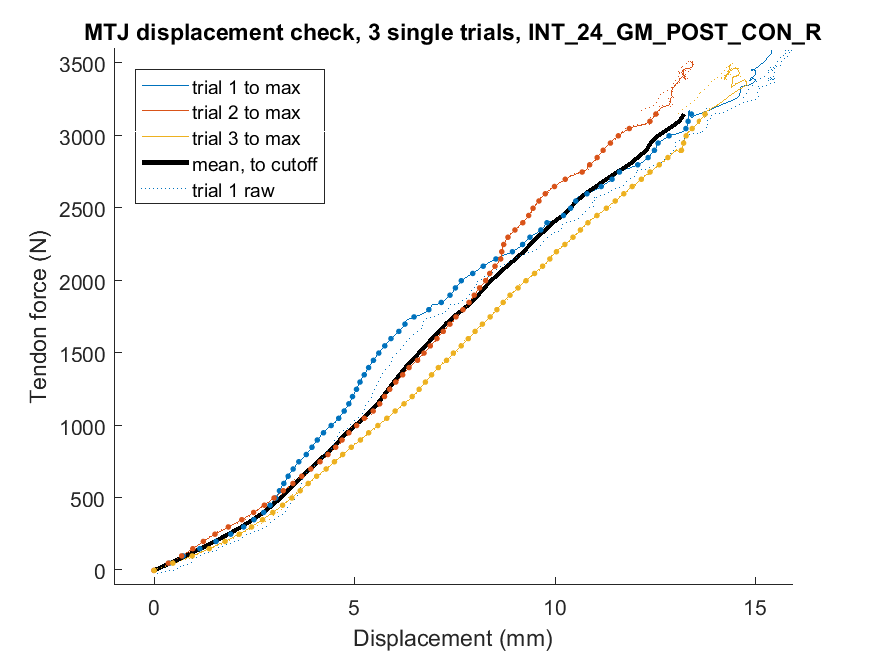 MTJ displacement check, 3 single trials, INT_24_GM_POST_CON_R
3500
3000
2500
2000
1500
1000
500
0
Tendon force (N)
trial 1 to max
trial 2 to max
trial 3 to max
mean, to cutoff
trial 1 raw
0
5
10
15
Displacement (mm)